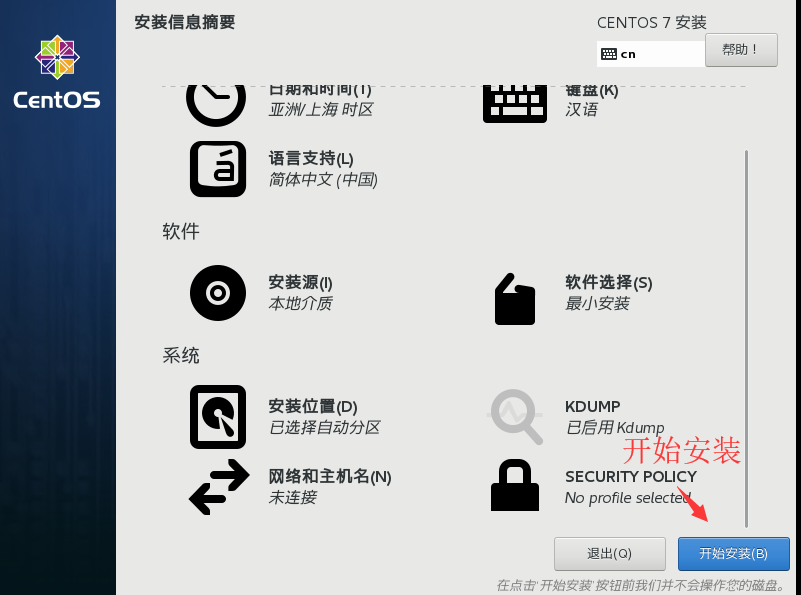 安装信息摘要
CENTOS 7 安装
cn
帮助！
CentOS
日期和时间(T)
亚洲/上海 时区
键盘(K)
汉语
语言支持(L)
简体中文 (中国)
软件
安装源(I)
本地介质
软件选择(S)
最小安装
系统
安装位置(D)
已选择自动分区
KDUMP
已启用 Kdump
开始安装
网络和主机名(N)
未连接
SECURITY POLICY
No profile selected
退出(Q)
开始安装(B)
在点击'开始安装'按钮前我们并不会操作您的磁盘。